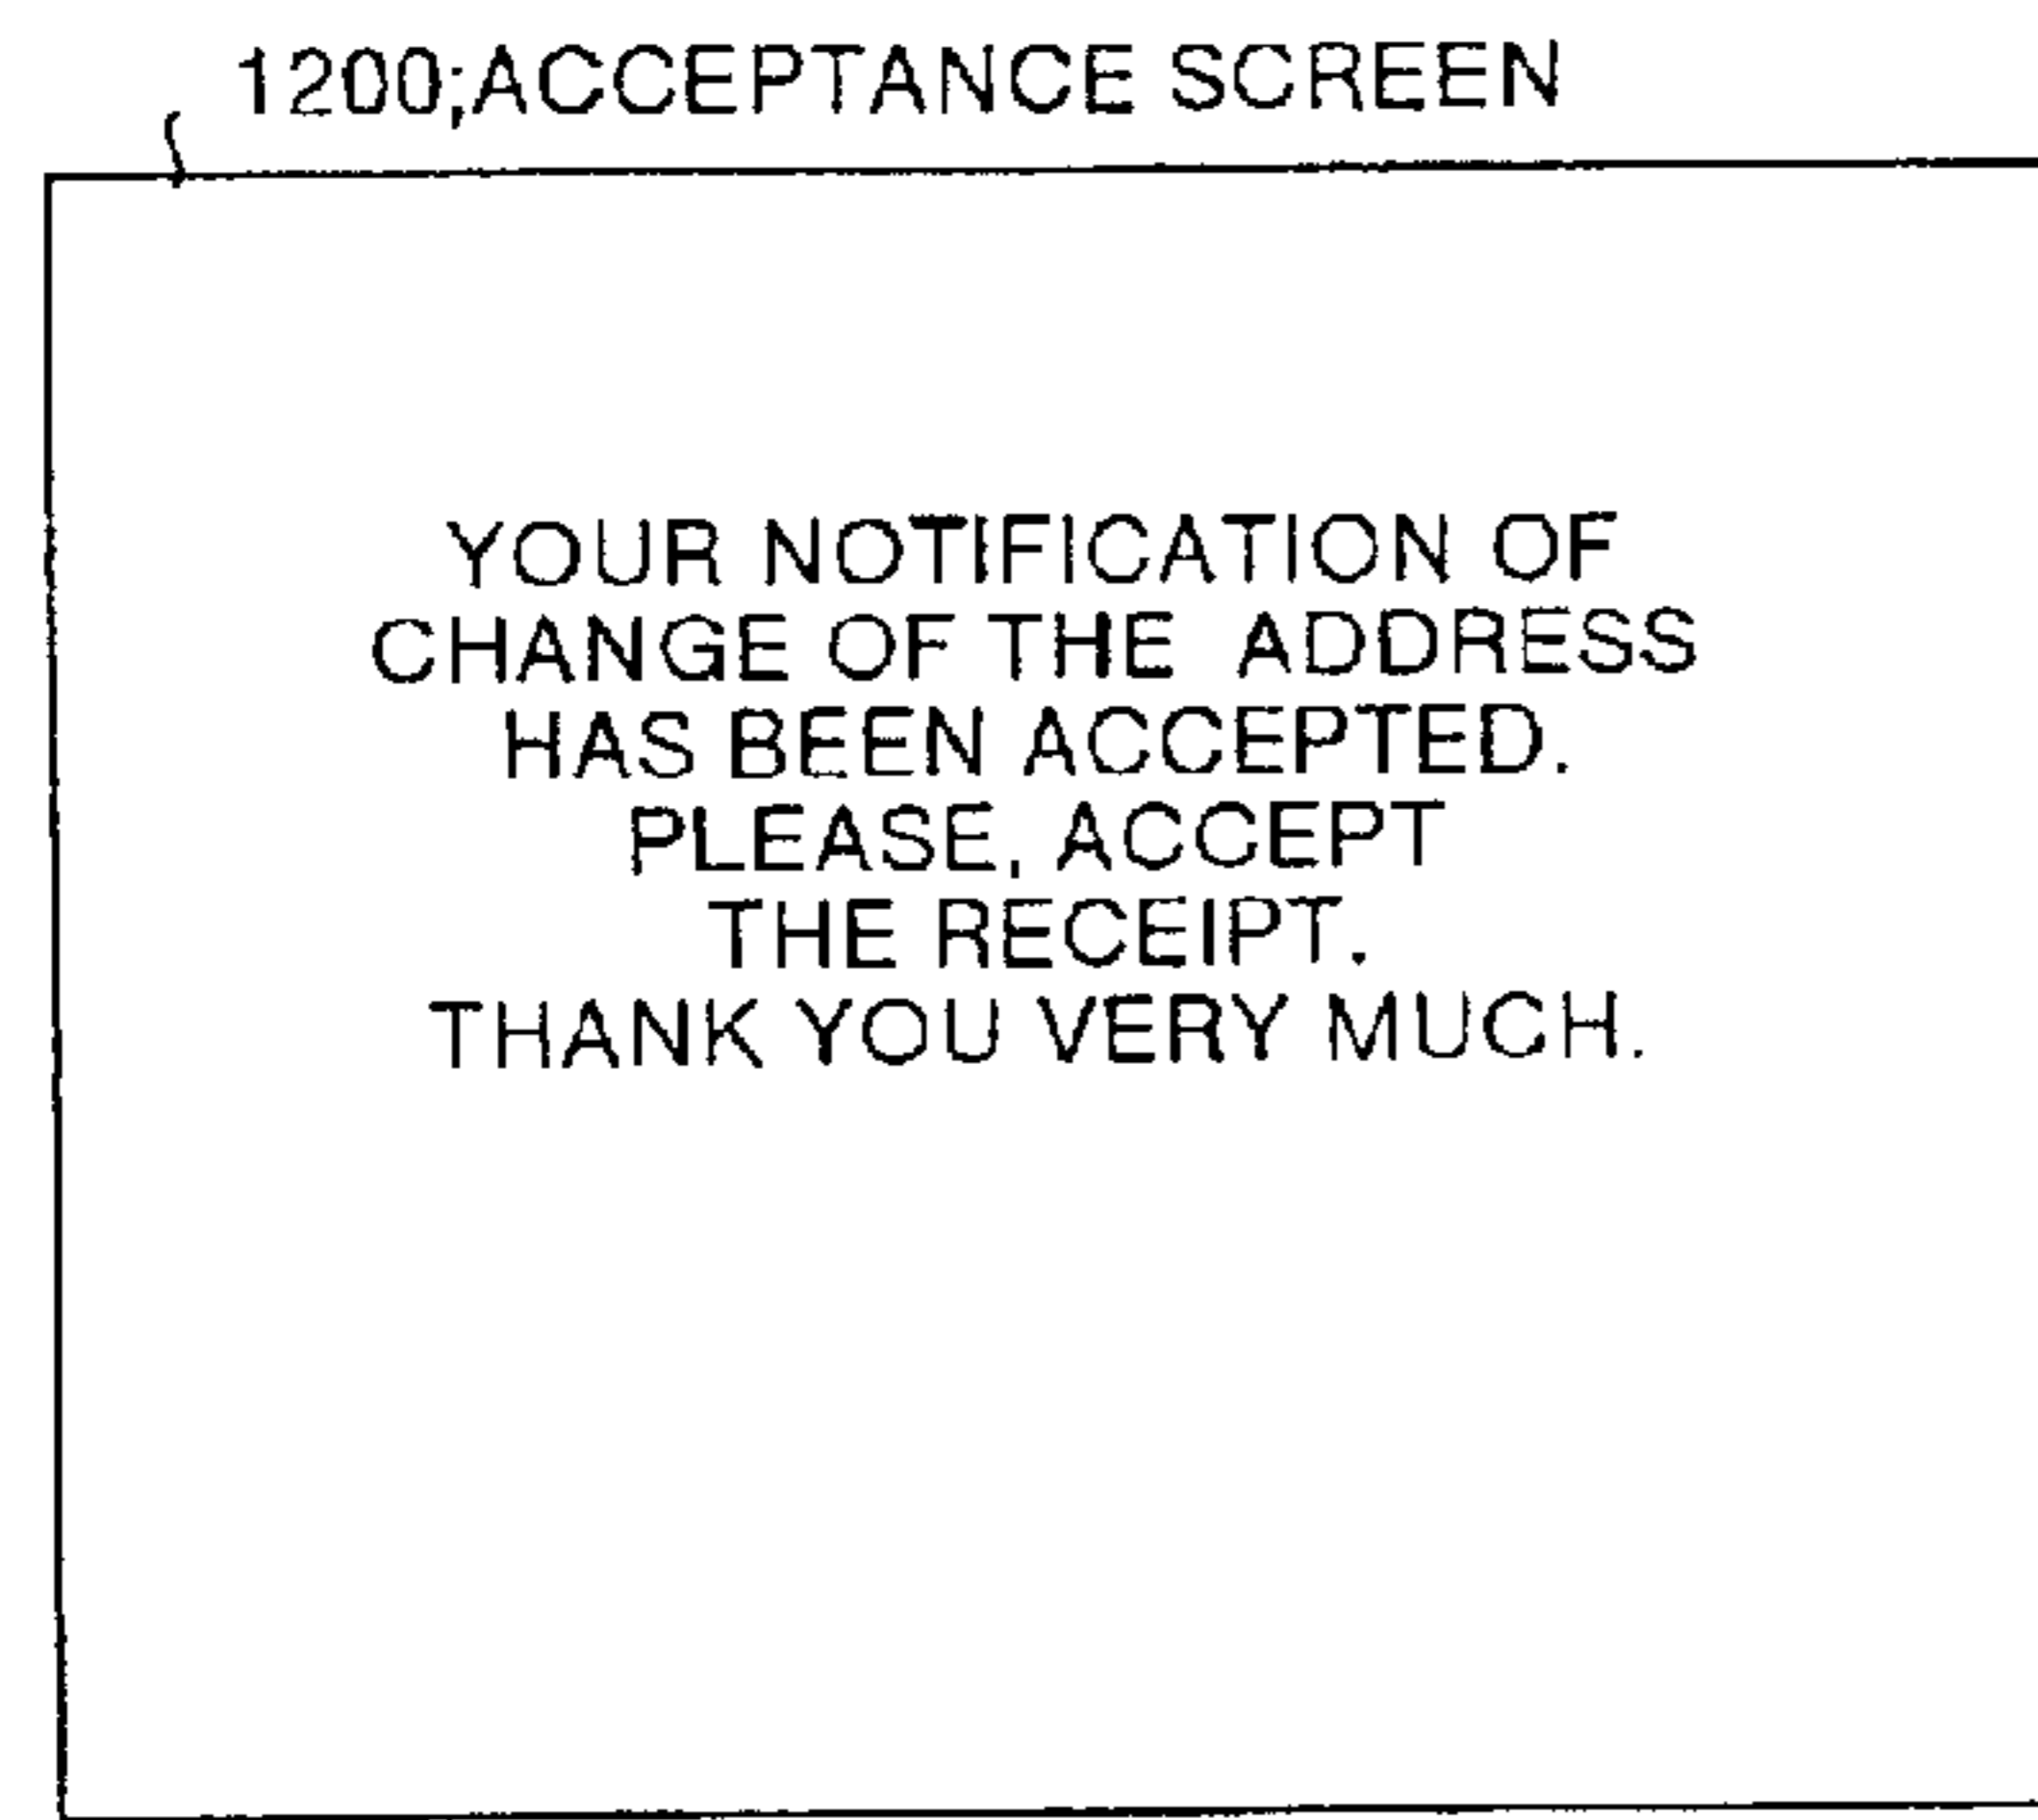 1200;ACCEPTANCE SCREEN
YOUR NOTIFICATION OF
CHANGE OF THE ADDRESS
HAS BEEN ACCEPTED.
PLEASE, ACCEPT
THE RECEIPT.
THANK YOU VERY MUCH.